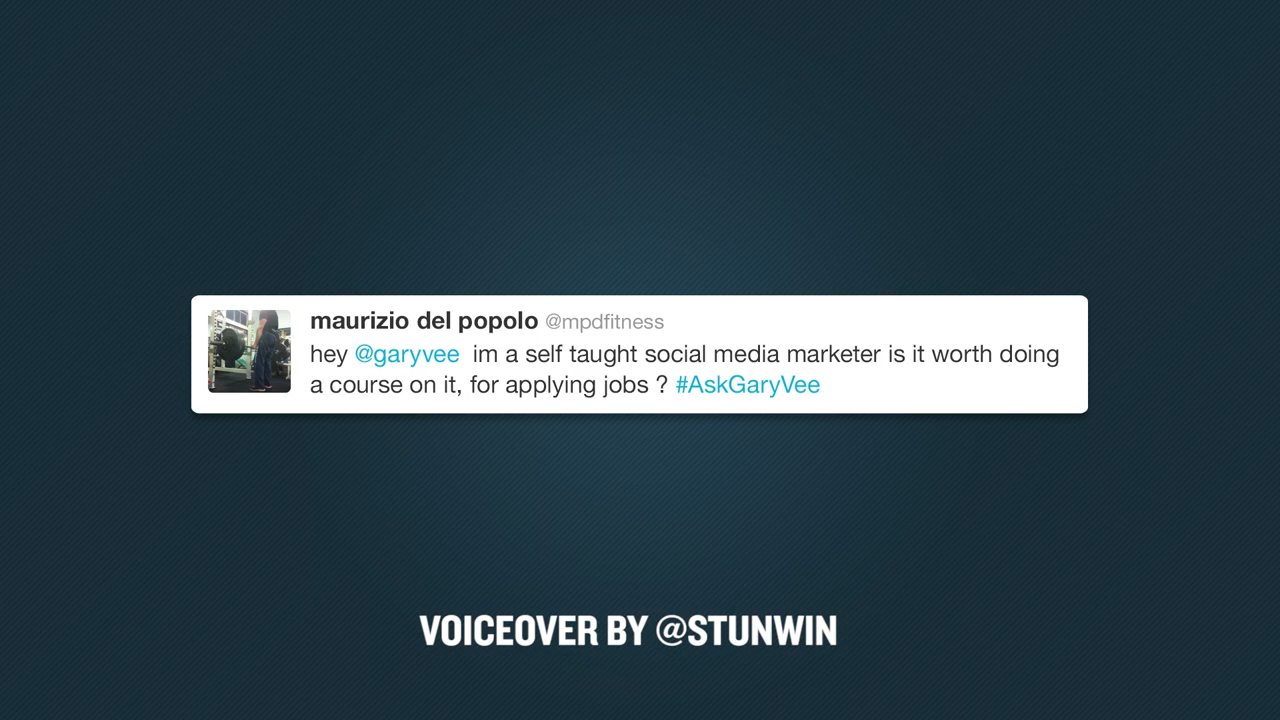 maurizio del popolo @mpdfitness
hey @garyvee im a self taught social media marketer is it worth doing
a course on it, for applying jobs ? #AskGaryVee
VOICEOVER BY @STUNWIN